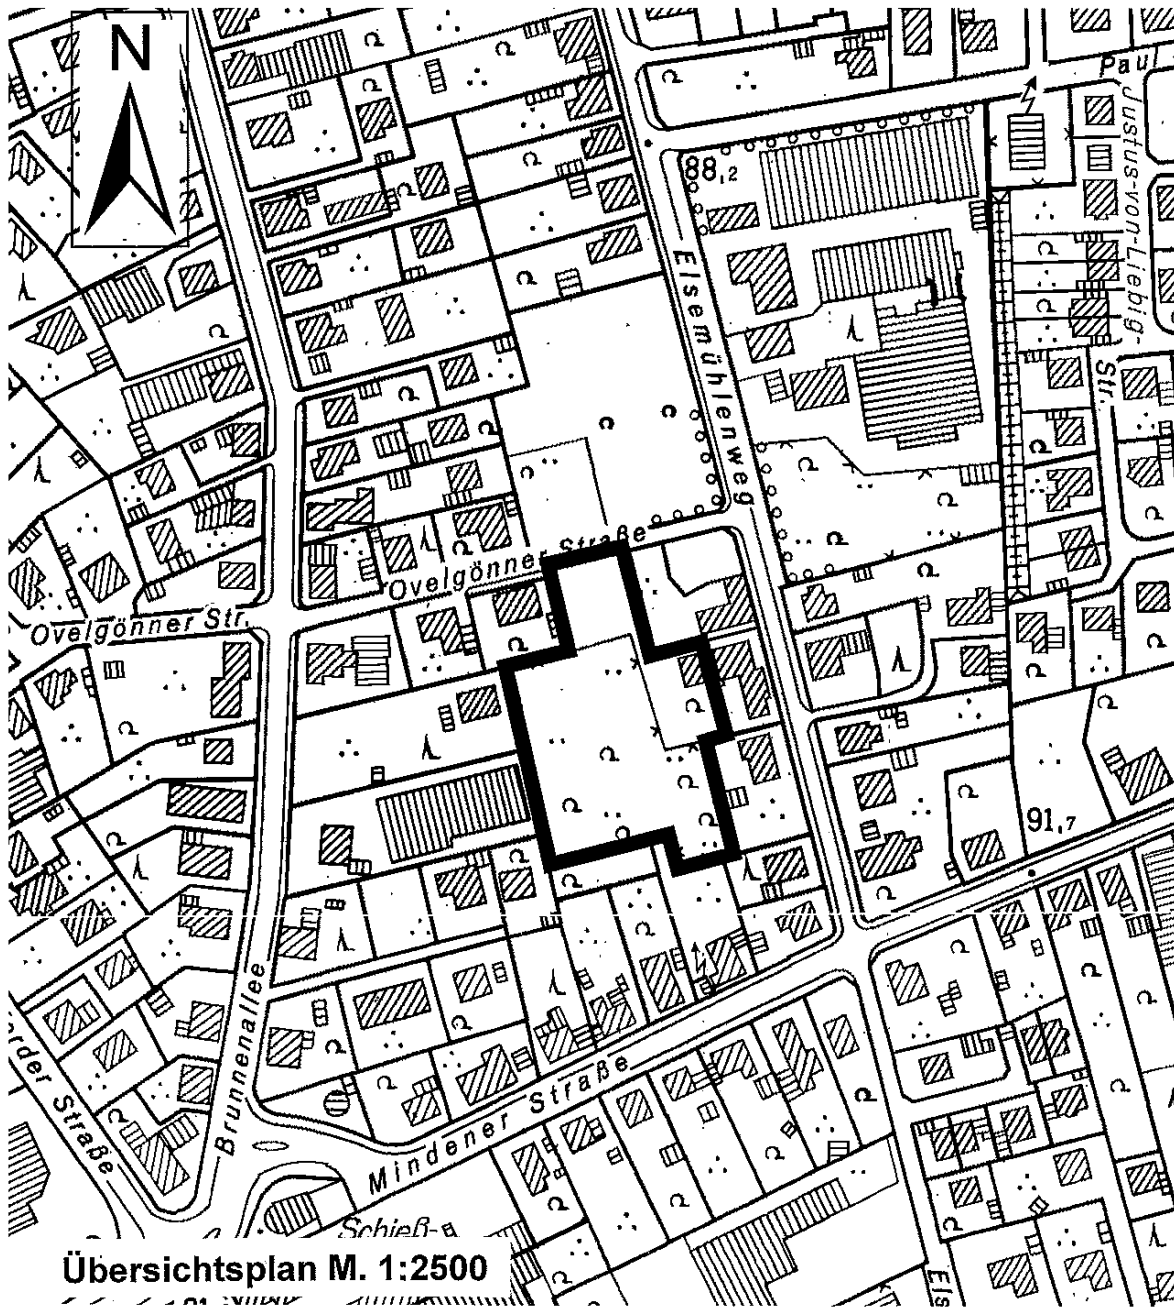 N
Paul
Justus-von-Liebig-
Str.
88,2
Elsemühlenweg
Ovelgönner Straße
Ovelgönner Str.
91,7
Brunnenallee
Mindener Straße
Straße
Schieß-
Els
Übersichtsplan M. 1:2500